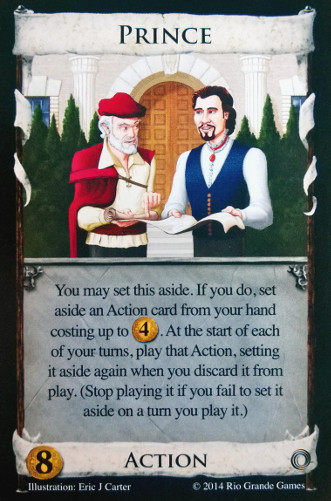 PRINCE
You may set this aside. If you do, set
aside an Action card from your hand
costing up to 4. At the start of each
of your turns, play that Action, setting
it aside again when you discard it from
play. (Stop playing it if you fail to set it
aside on a turn you play it.)
8 ACTION
Illustration: Eric J Carter © 2014 Rio Grande Games